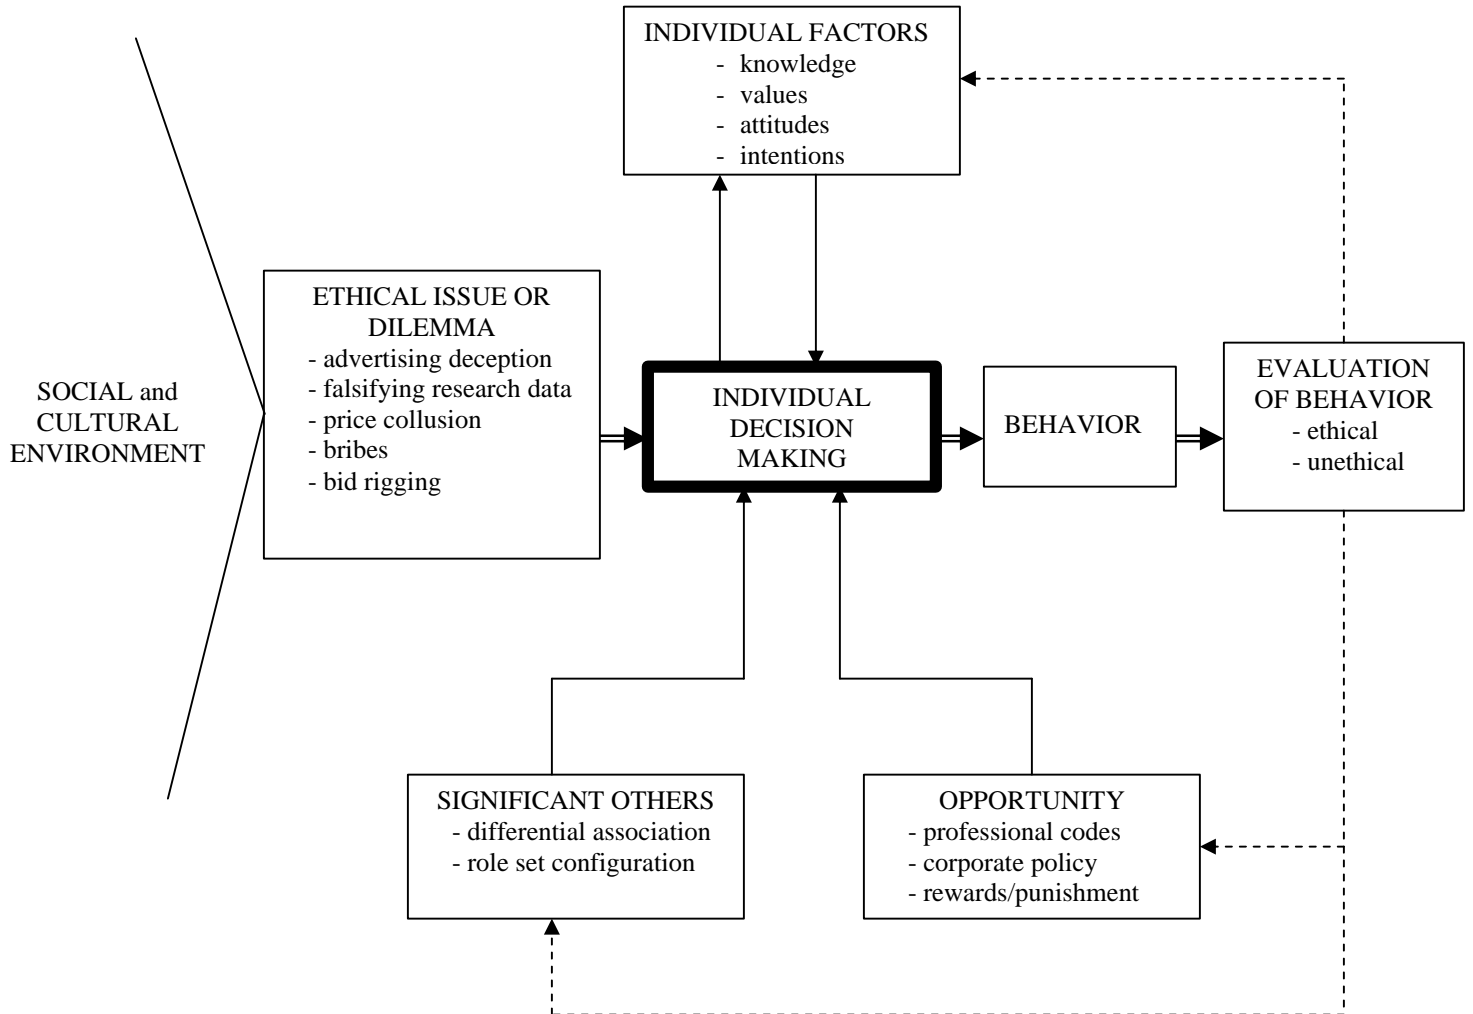 INDIVIDUAL FACTORS
- knowledge
- values
- attitudes
- intentions
SOCIAL and
CULTURAL
ENVIRONMENT
ETHICAL ISSUE OR
DILEMMA
- advertising deception
- falsifying research data
- price collusion
- bribes
- bid rigging
INDIVIDUAL
DECISION
MAKING
BEHAVIOR
EVALUATION
OF BEHAVIOR
- ethical
- unethical
SIGNIFICANT OTHERS
- differential association
- role set configuration
OPPORTUNITY
- professional codes
- corporate policy
- rewards/punishment